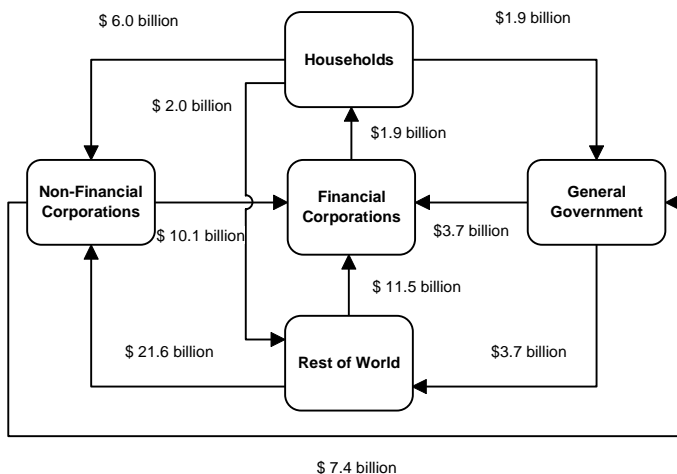 $ 6.0 billion
$1.9 billion
Households
$ 2.0 billion
$1.9 billion
Non-Financial
Corporations
Financial
Corporations
General
Government
$ 10.1 billion
$3.7 billion
$ 11.5 billion
$ 21.6 billion
Rest of World
$3.7 billion
$ 7.4 billion